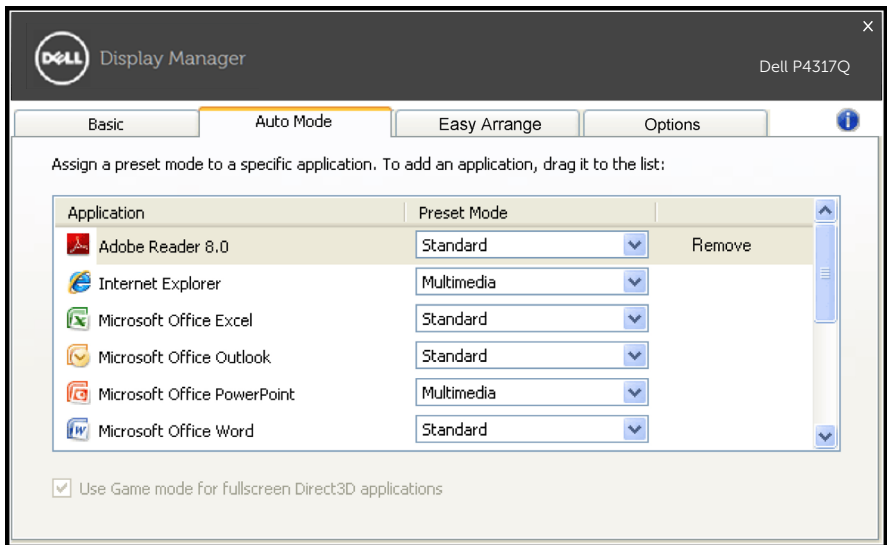 DELL Display Manager
x
Dell P4317Q
Basic Auto Mode Easy Arrange Options
Assign a preset mode to a specific application. To add an application, drag it to the list:
Application Preset Mode
Adobe Reader 8.0 Standard Remove
Internet Explorer Multimedia
Microsoft Office Excel Standard
Microsoft Office Outlook Standard
Microsoft Office PowerPoint Multimedia
Microsoft Office Word Standard
Use Game mode for fullscreen Direct3D applications